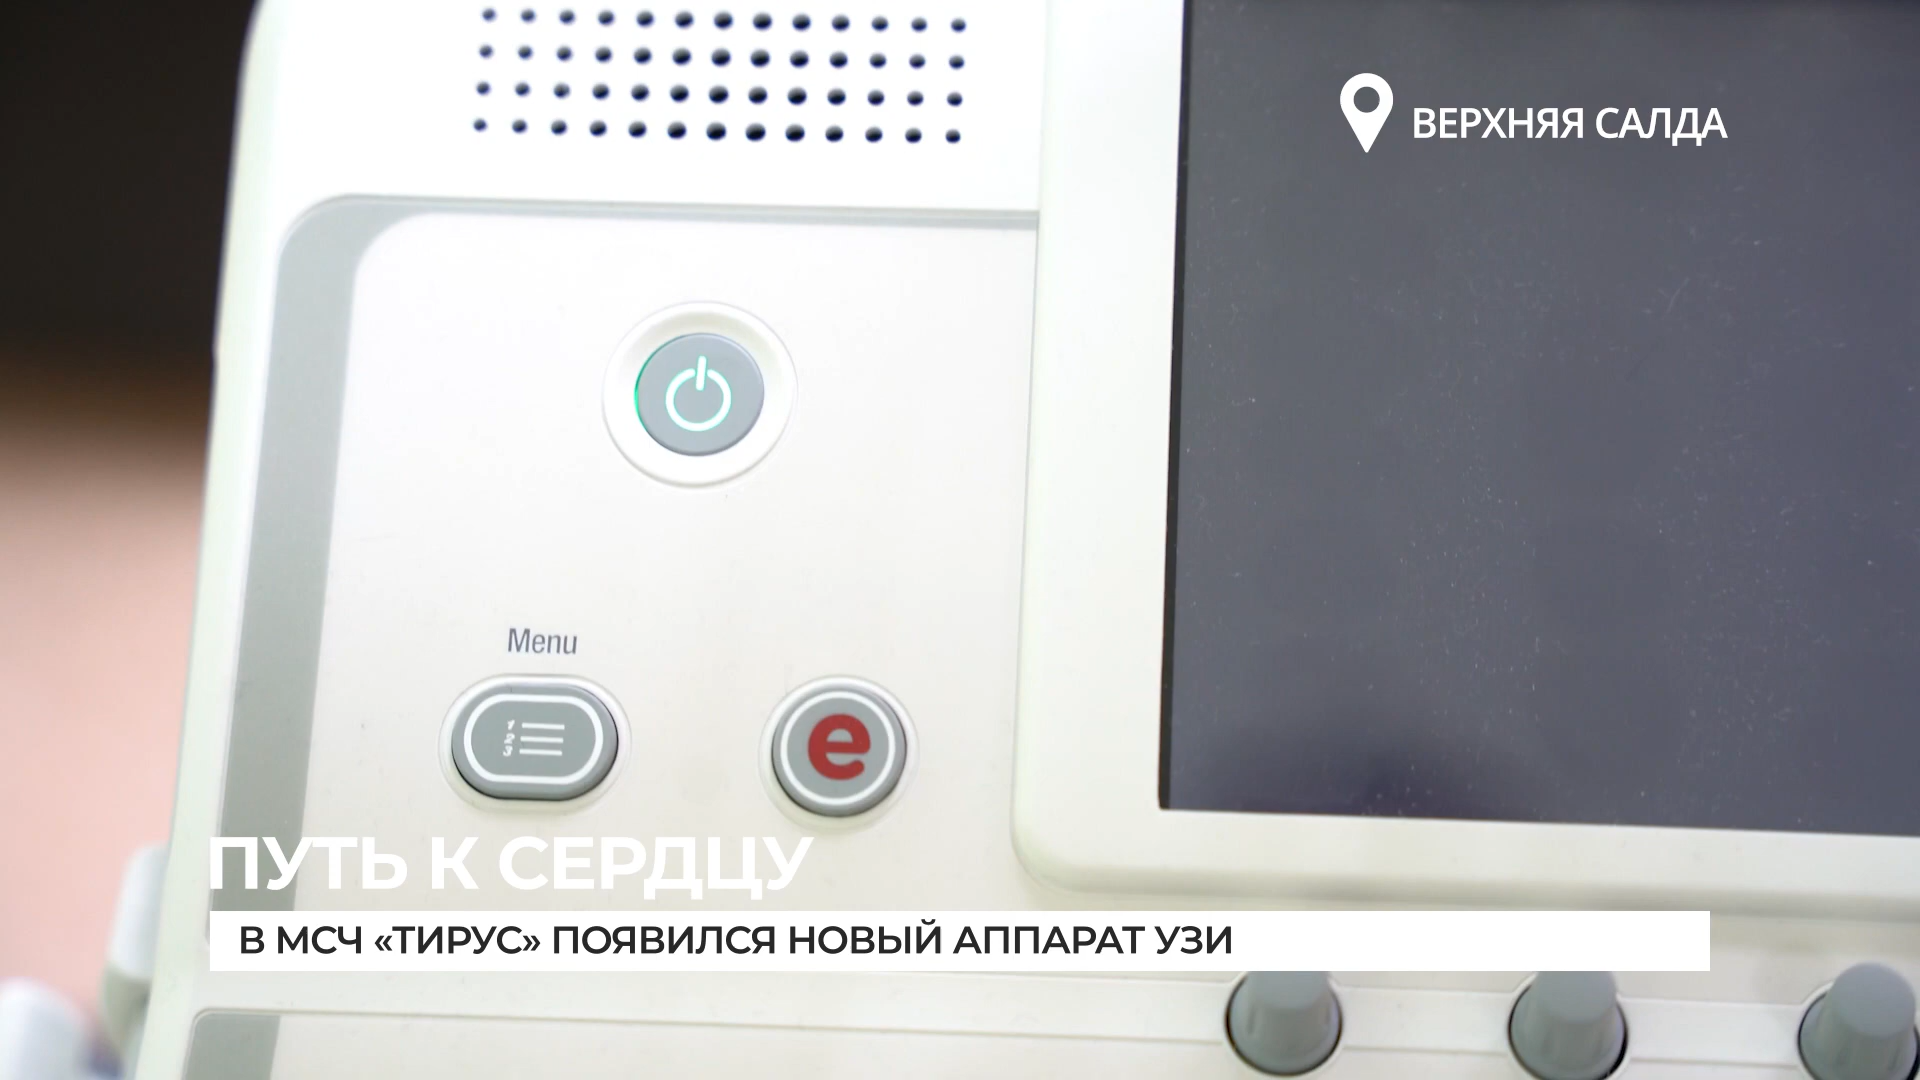 ВЕРХНЯЯ САЛДА
Menu
e
ПУТЬ К СЕРДЦУ
В МСЧ «ТИРУС» ПОЯВИЛСЯ НОВЫЙ АППАРАТ УЗИ